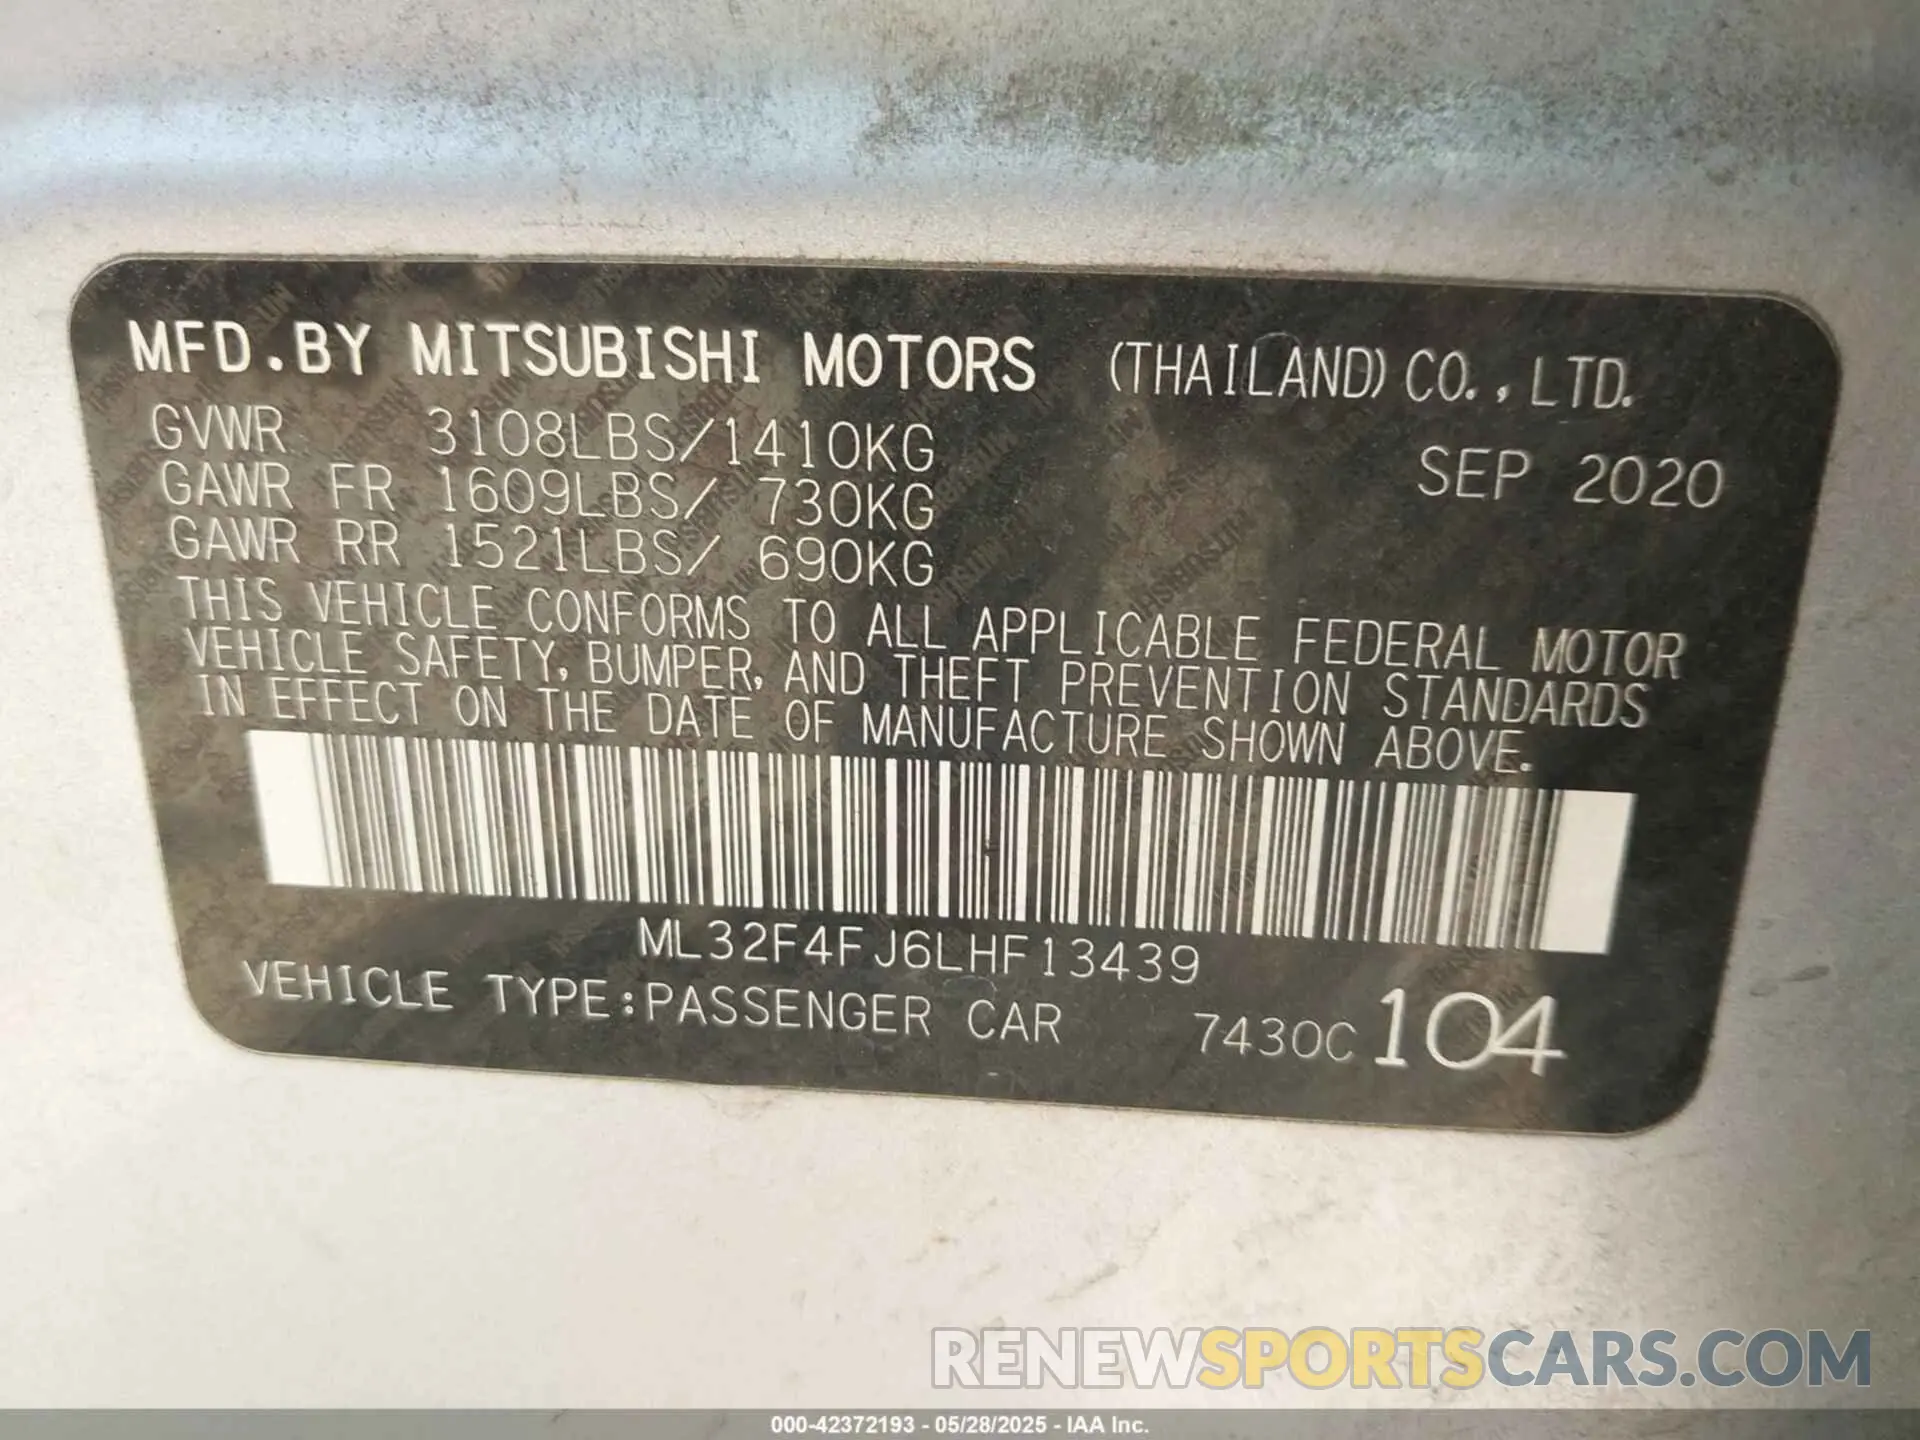 MFD.BY MITSUBISHI MOTORS (THAILAND) CO.,LTD.
GVWR 3108LBS/1410KG
SEP 2020
GAWR FR 1609LBS/ 730KG
GAWR RR 1521LBS/ 690KG
THIS VEHICLE CONFORMS TO ALL APPLICABLE FEDERAL MOTOR
VEHICLE SAFETY, BUMPER, AND THEFT PREVENTION STANDARDS
IN EFFECT ON THE DATE OF MANUFACTURE SHOWN ABOVE.
ML32F4FJ6LHF13439
VEHICLE TYPE:PASSENGER CAR 7430C 104
RENEWSPORTSCARS.COM
000-42372193 - 05/28/2025 - IAA Inc.